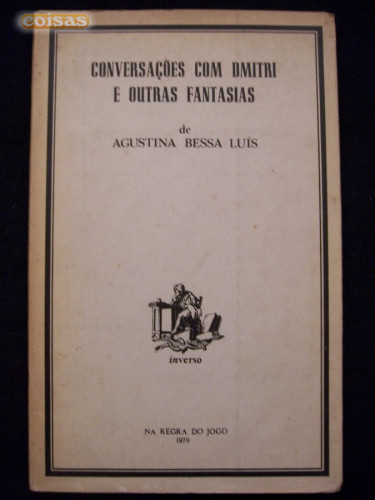 coisas
CONVERSAÇÕES COM DMITRI
E OUTRAS FANTASIAS
de
AGUSTINA BESSA LUÍS
inverso
NA REGRA DO JOGO
1979